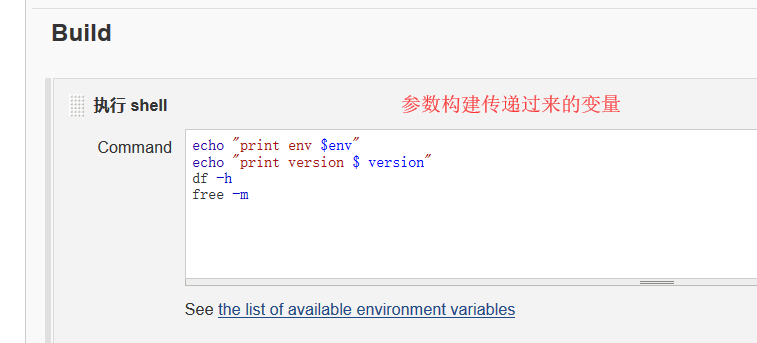 Build
执行 shell
参数构建传递过来的变量
Command
echo "print env $env"
echo "print version $ version"
df -h
free -m
See the list of available environment variables